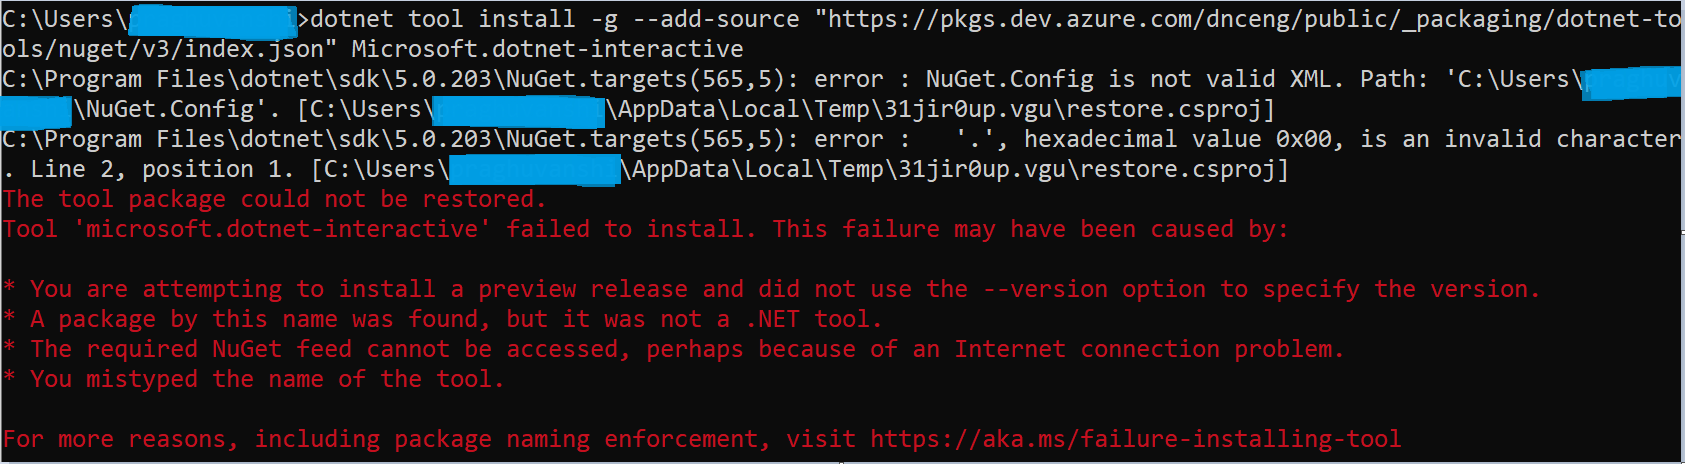 C:\Users\>dotnet tool install -g --add-source "https://pkgs.dev.azure.com/dnceng/public/_packaging/dotnet-to
ols/nuget/v3/index.json" Microsoft.dotnet-interactive
C:\Program Files\dotnet\sdk\5.0.203\NuGet.targets(565,5): error : NuGet.Config is not valid XML. Path: 'C:\Users\
\NuGet.Config'. [C:\Users\\AppData\Local\Temp\31jir0up.vgu\restore.csproj]
C:\Program Files\dotnet\sdk\5.0.203\NuGet.targets(565,5): error :   '.', hexadecimal value 0x00, is an invalid character
. Line 2, position 1. [C:\Users\\AppData\Local\Temp\31jir0up.vgu\restore.csproj]
The tool package could not be restored.
Tool 'microsoft.dotnet-interactive' failed to install. This failure may have been caused by:
* You are attempting to install a preview release and did not use the --version option to specify the version.
* A package by this name was found, but it was not a .NET tool.
* The required NuGet feed cannot be accessed, perhaps because of an Internet connection problem.
* You mistyped the name of the tool.
For more reasons, including package naming enforcement, visit https://aka.ms/failure-installing-tool